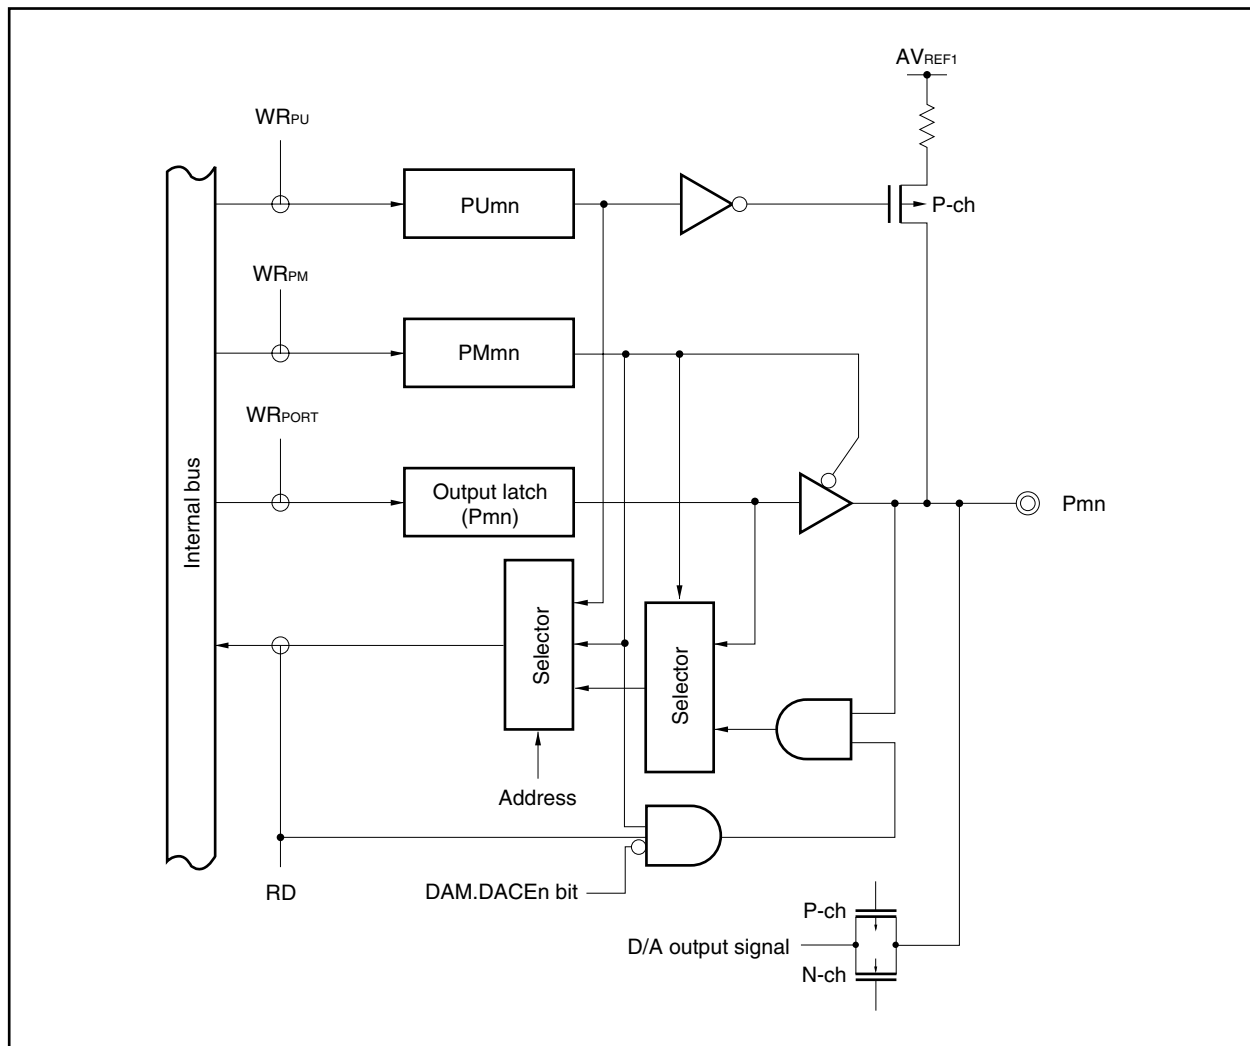 AVREF1
WRPU
PUmn
P-ch
WRPM
PMmn
WRPORT
Output latch
(Pmn)
Pmn
Internal bus
Selector
Selector
Address
RD
DAM.DACEn bit
P-ch
D/A output signal
N-ch